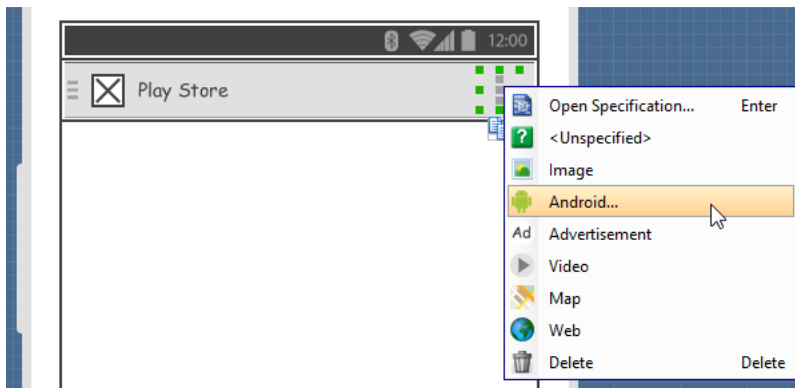 12:00
Play Store
Open Specification... Enter
<Unspecified>
Image
Android...
Ad Advertisement
Video
Map
Web
Delete Delete